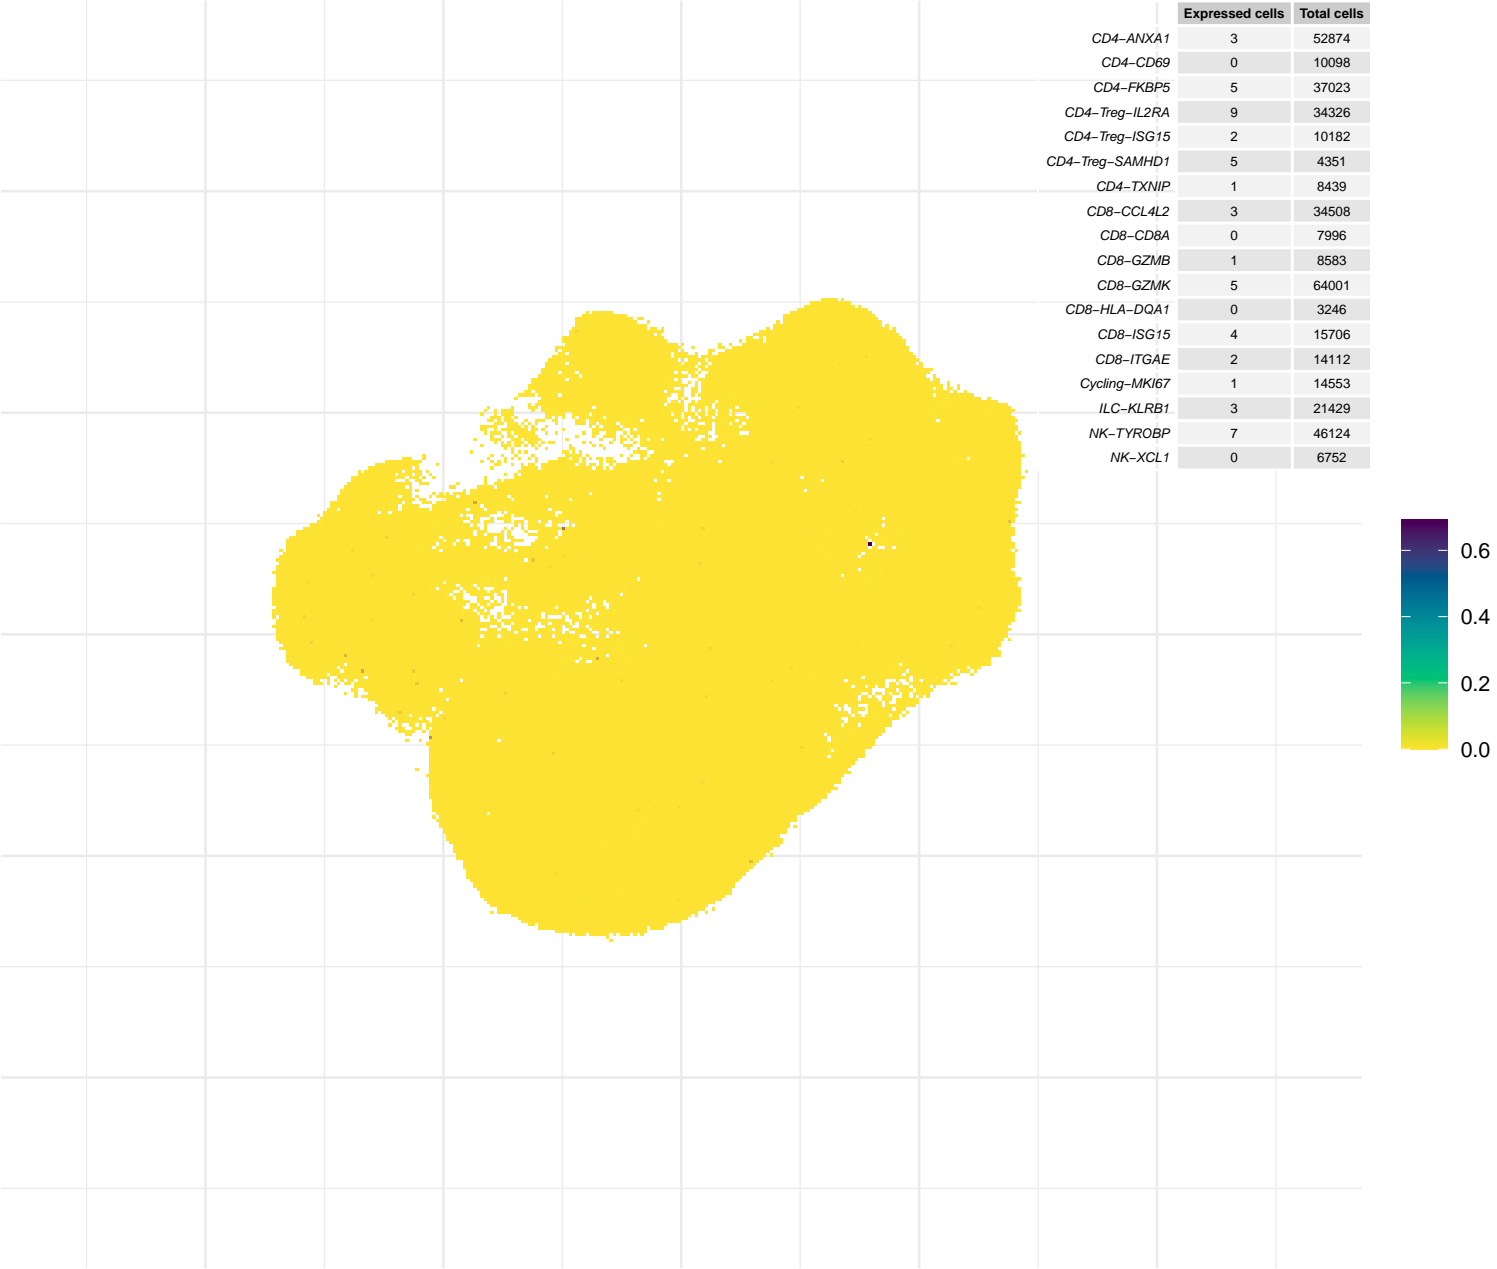 Expressed cells Total cells
CD4−ANXA1 3 52874
CD4−CD69 0 10098
CD4−FKBP5 5 37023
CD4−Treg−IL2RA 9 34326
CD4−Treg−ISG15 2 10182
CD4−Treg−SAMHD1 5 4351
CD4−TXNIP 1 8439
CD8−CCL4L2 3 34508
CD8−CD8A 0 7996
CD8−GZMB 1 8583
CD8−GZMK 5 64001
CD8−HLA−DQA1 0 3246
CD8−ISG15 4 15706
CD8−ITGAE 2 14112
Cycling−MKI67 1 14553
ILC−KLRB1 3 21429
NK−TYROBP 7 46124
NK−XCL1 0 6752
0.6
0.4
0.2
0.0